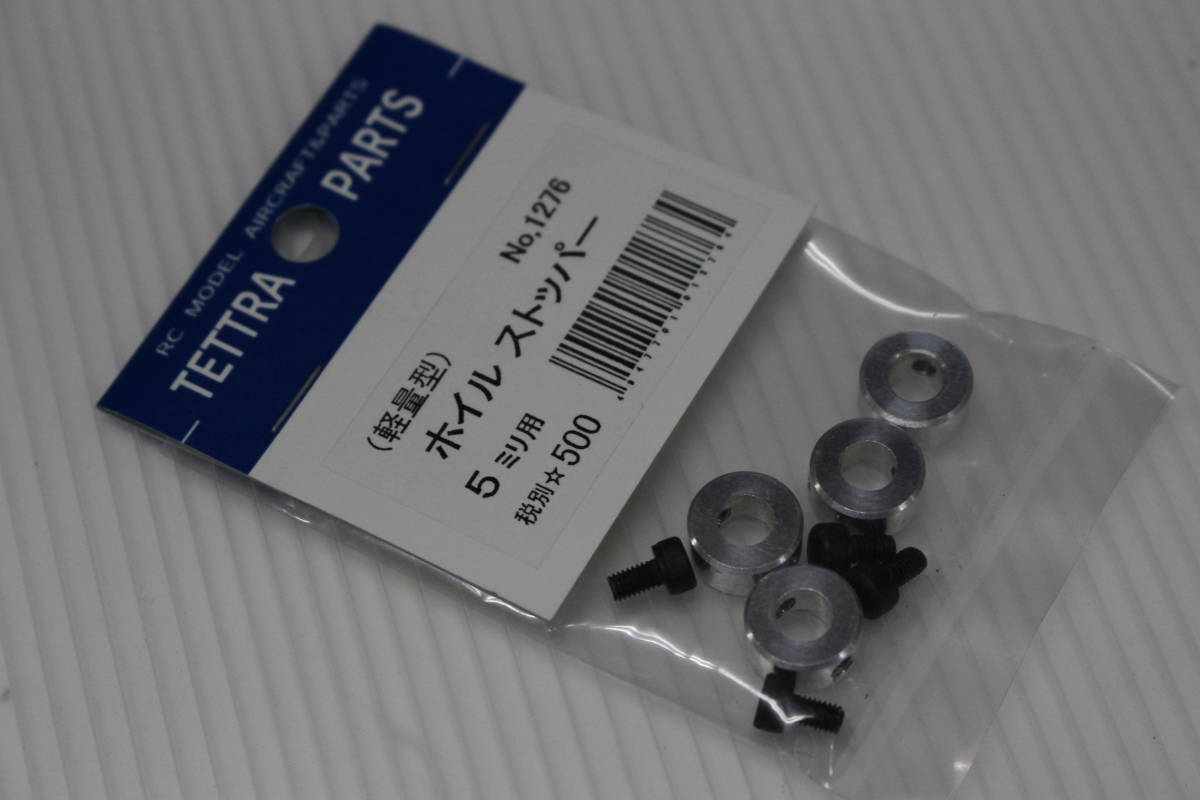 RC MODEL AIRCRAFT&PARTS
TETTRA PARTS
No,1276
(軽量型)
ホイル ストッパー
5 ミリ用
税別☆500